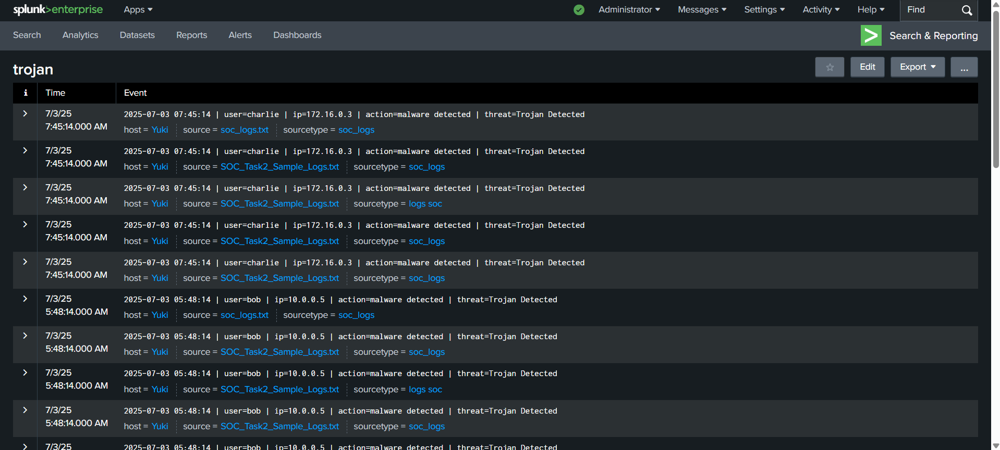 splunk>enterprise Apps Administrator Messages Settings Activity Help Find
Search Analytics Datasets Reports Alerts Dashboards > Search & Reporting
trojan Edit Export ...
i Time Event
7/3/25 2025-07-03 07:45:14 | user=charlie | ip=172.16.0.3 | action=malware detected | threat=Trojan Detected
7:45:14.000 AM host = Yuki source = soc_logs.txt sourcetype = soc_logs
7/3/25 2025-07-03 07:45:14 | user=charlie | ip=172.16.0.3 | action=malware detected | threat=Trojan Detected
7:45:14.000 AM host = Yuki source = SOC_Task2_Sample_Logs.txt sourcetype = soc_logs
7/3/25 2025-07-03 07:45:14 | user=charlie | ip=172.16.0.3 | action=malware detected | threat=Trojan Detected
7:45:14.000 AM host = Yuki source = SOC_Task2_Sample_Logs.txt sourcetype = logs soc
7/3/25 2025-07-03 07:45:14 | user=charlie | ip=172.16.0.3 | action=malware detected | threat=Trojan Detected
7:45:14.000 AM host = Yuki source = SOC_Task2_Sample_Logs.txt sourcetype = soc_logs
7/3/25 2025-07-03 07:45:14 | user=charlie | ip=172.16.0.3 | action=malware detected | threat=Trojan Detected
7:45:14.000 AM host = Yuki source = SOC_Task2_Sample_Logs.txt sourcetype = soc_logs
7/3/25 2025-07-03 05:48:14 | user=bob | ip=10.0.0.5 | action=malware detected | threat=Trojan Detected
5:48:14.000 AM host = Yuki source = soc_logs.txt sourcetype = soc_logs
7/3/25 2025-07-03 05:48:14 | user=bob | ip=10.0.0.5 | action=malware detected | threat=Trojan Detected
5:48:14.000 AM host = Yuki source = SOC_Task2_Sample_Logs.txt sourcetype = soc_logs
7/3/25 2025-07-03 05:48:14 | user=bob | ip=10.0.0.5 | action=malware detected | threat=Trojan Detected
5:48:14.000 AM host = Yuki source = SOC_Task2_Sample_Logs.txt sourcetype = logs soc
7/3/25 2025-07-03 05:48:14 | user=bob | ip=10.0.0.5 | action=malware detected | threat=Trojan Detected
5:48:14.000 AM host = Yuki source = SOC_Task2_Sample_Logs.txt sourcetype = soc_logs
7/3/25 2025-07-03 05:48:14 | user=bob | ip=10.0.0.5 | action=malware detected | threat=Trojan Detected